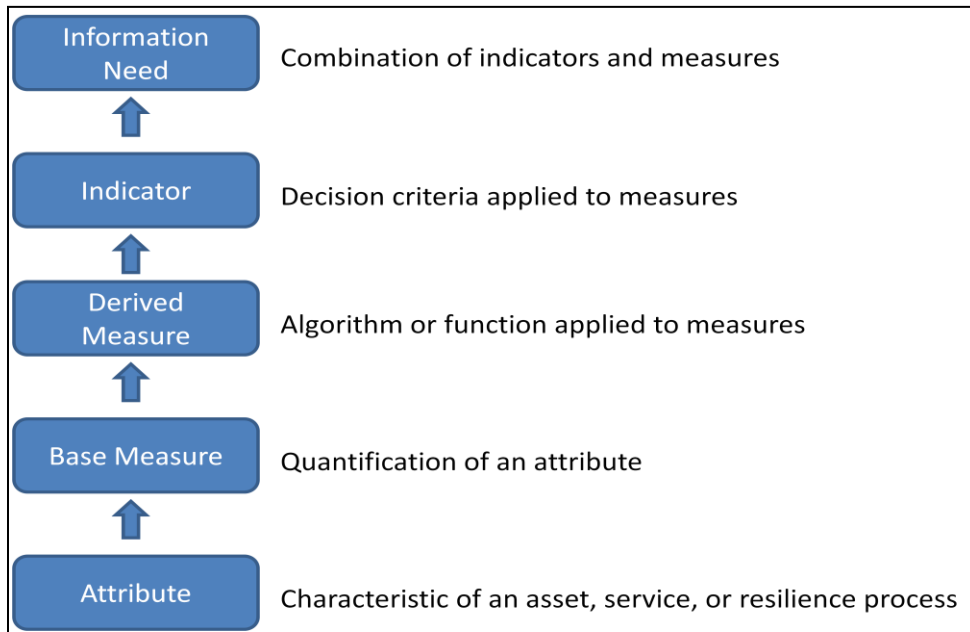 Information
Need
Combination of indicators and measures
Indicator
Decision criteria applied to measures
Derived
Measure
Algorithm or function applied to measures
Base Measure
Quantification of an attribute
Attribute
Characteristic of an asset, service, or resilience process